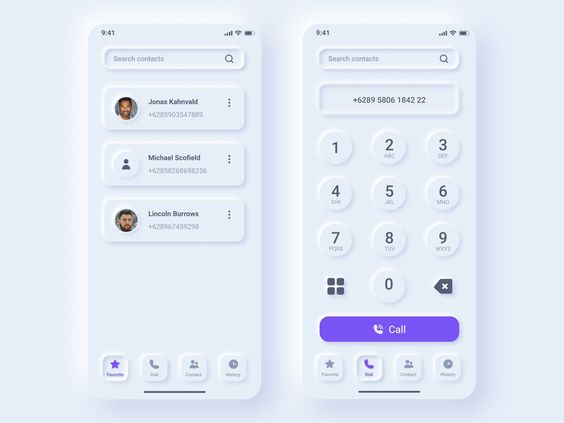 9:41
Search contacts
Jonas Kahnvald
+6285903547889
Michael Scofield
+62858268698256
Lincoln Burrows
+628967459298
Favorite
Dial
Contact
History
9:41
Search contacts
+6289 5806 1842 22
1
2
ABC
3
DEF
4
GHI
5
JKL
6
MNO
7
PQRS
8
TUV
9
WXYZ
0
Call
Favorite
Dial
Contact
History